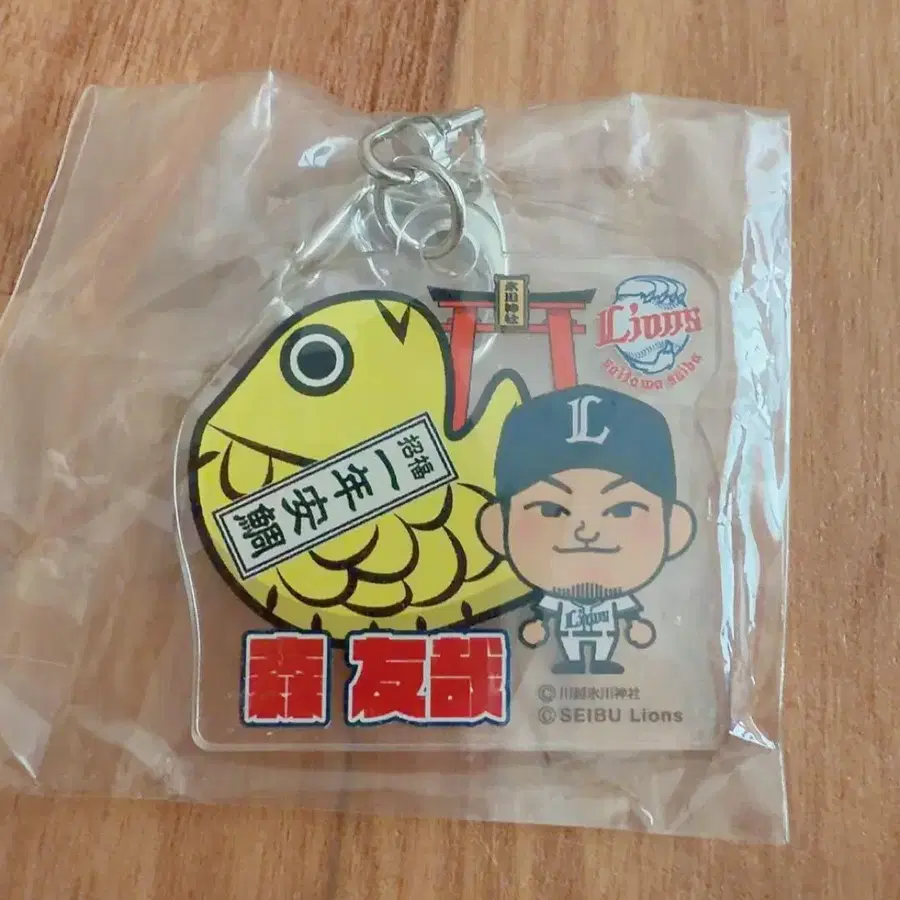 氷川神社
Lions
saitama seibu
L
招福
一年安鯛
Lions
森 友哉
©川越氷川神社
©SEIBU Lions